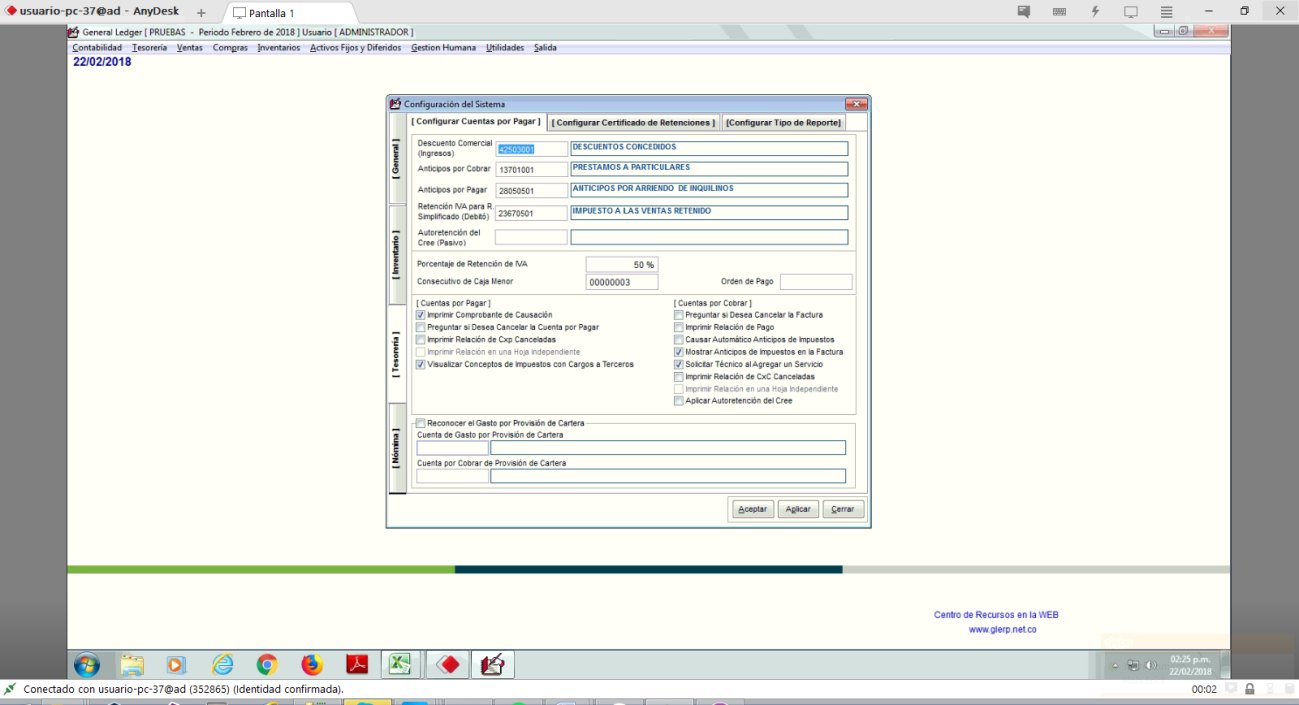 usuario-pc-37@ad - AnyDesk + Pantalla 1
General Ledger [ PRUEBAS - Periodo Febrero de 2018 ] Usuario [ ADMINISTRADOR ]
Contabilidad Tesorería Ventas Compras Inventarios Activos Fijos y Diferidos Gestion Humana Utilidades Salida
22/02/2018
Configuración del Sistema
[ Configurar Cuentas por Pagar ] [ Configurar Certificado de Retenciones ] [Configurar Tipo de Reporte]
[ General ]
[ Inventario ]
[ Tesorería ]
[ Nómina ]
Descuento Comercial
(Ingresos) 42503001 DESCUENTOS CONCEDIDOS
Anticipos por Cobrar 13701001 PRESTAMOS A PARTICULARES
Anticipos por Pagar 28050501 ANTICIPOS POR ARRIENDO DE INQUILINOS
Retención IVA para R.
Simplificado (Debitó) 23670501 IMPUESTO A LAS VENTAS RETENIDO
Autoretención del
Cree (Pasivo)
Porcentaje de Retención de IVA 50 %
Consecutivo de Caja Menor 00000003 Orden de Pago
[ Cuentas por Pagar ]
Imprimir Comprobante de Causación
Preguntar si Desea Cancelar la Cuenta por Pagar
Imprimir Relación de Cxp Canceladas
Imprimir Relación en una Hoja Independiente
Visualizar Conceptos de Impuestos con Cargos a Terceros
[ Cuentas por Cobrar ]
Preguntar si Desea Cancelar la Factura
Imprimir Relación de Pago
Causar Automático Anticipos de Impuestos
Mostrar Anticipos de Impuestos en la Factura
Solicitar Técnico al Agregar un Servicio
Imprimir Relación de CxC Canceladas
Imprimir Relación en una Hoja Independiente
Aplicar Autoretención del Cree
Reconocer el Gasto por Provisión de Cartera
Cuenta de Gasto por Provisión de Cartera
Cuenta por Cobrar de Provisión de Cartera
Aceptar Aplicar Cerrar
Centro de Recursos en la WEB
www.glerp.net.co
02:25 p.m.
22/02/2018
Conectado con usuario-pc-37@ad (352865) (Identidad confirmada). 00:02